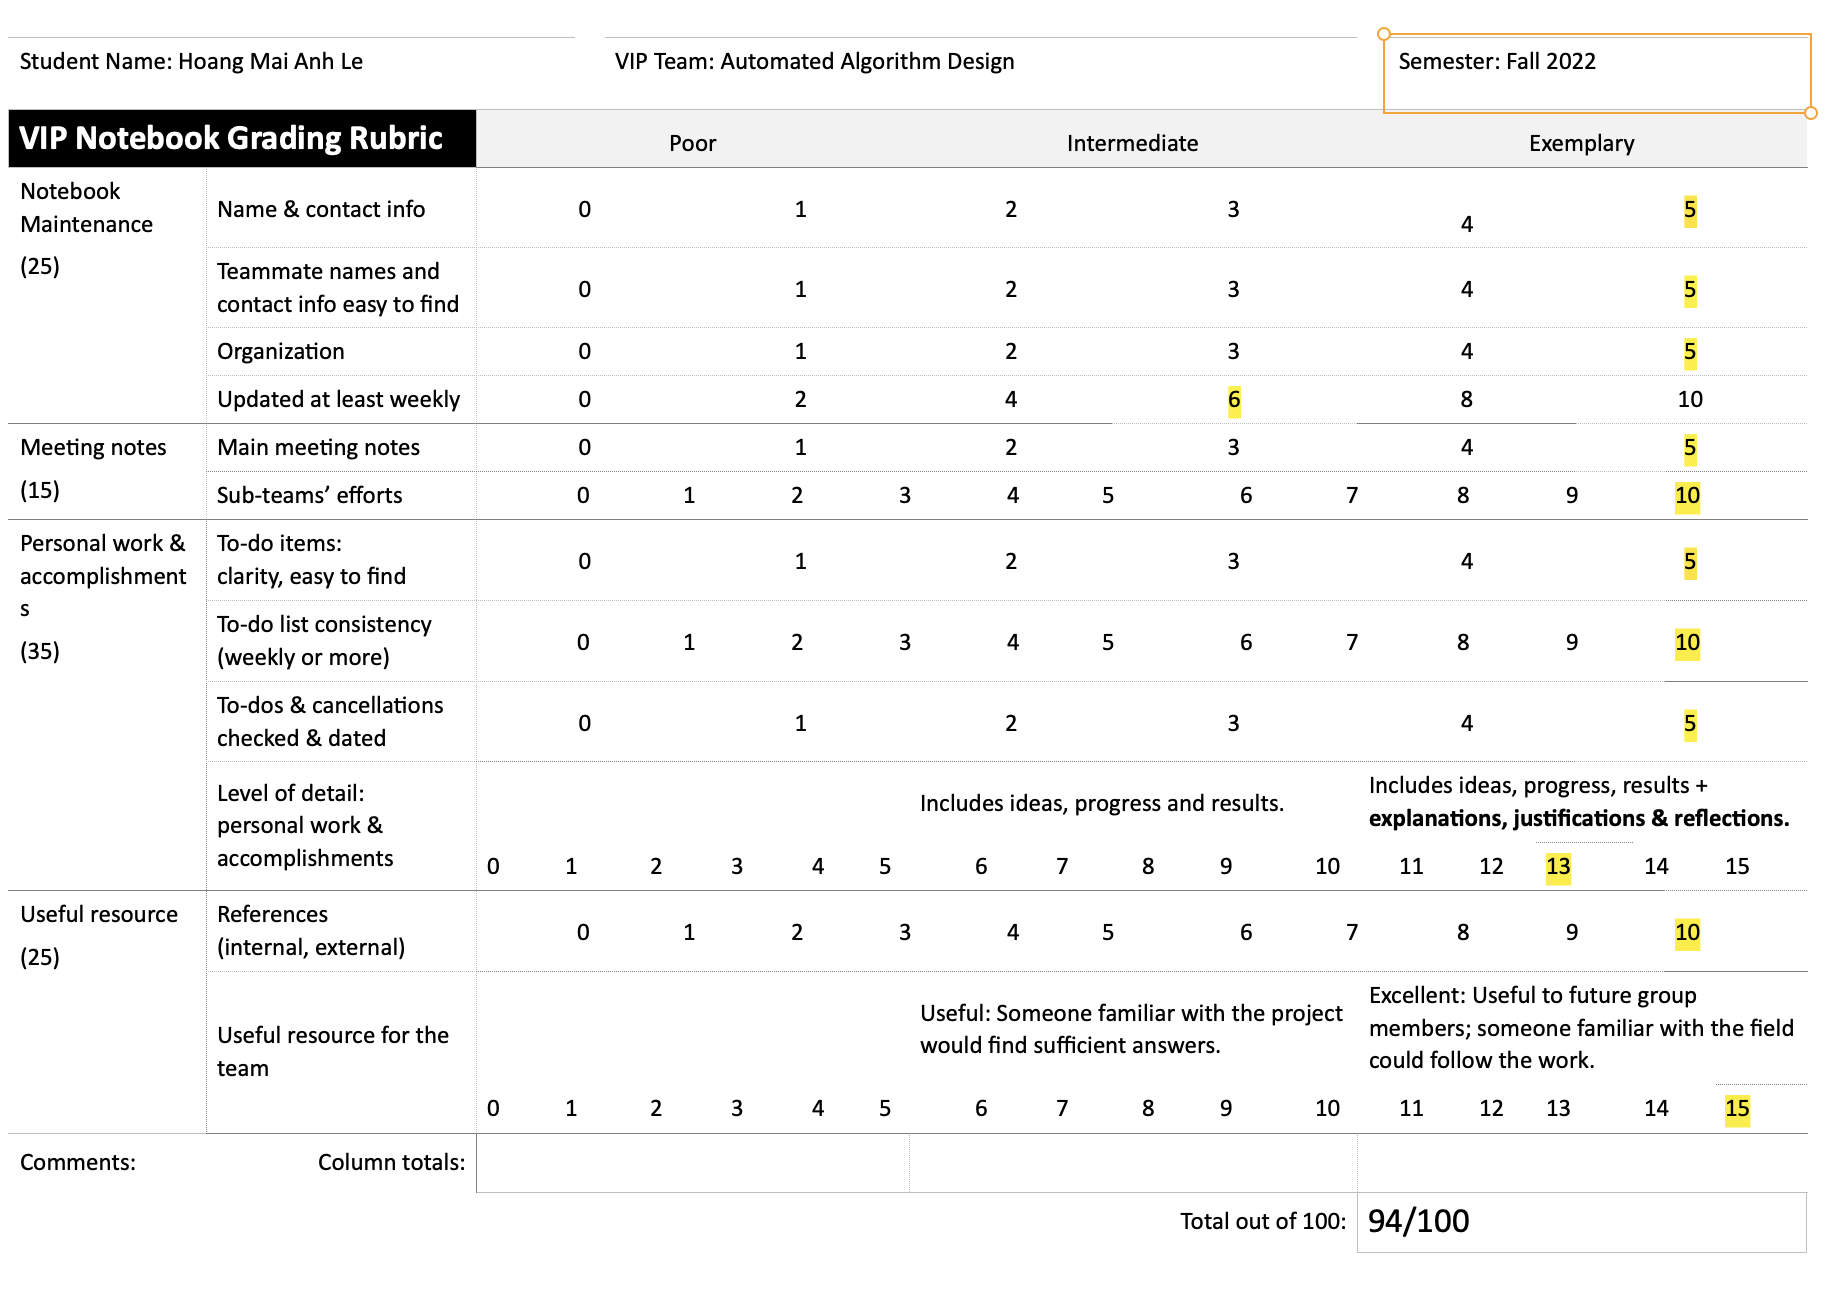 Student Name: Hoang Mai Anh Le
VIP Team: Automated Algorithm Design
Semester: Fall 2022
VIP Notebook Grading Rubric
Poor
Intermediate
Exemplary
Notebook
Maintenance
(25)
Name & contact info
0 1 2 3 4 5
Teammate names and
contact info easy to find
0 1 2 3 4 5
Organization
0 1 2 3 4 5
Updated at least weekly
0 2 4 6 8 10
Meeting notes
(15)
Main meeting notes
0 1 2 3 4 5
Sub-teams’ efforts
0 1 2 3 4 5 6 7 8 9 10
Personal work &
accomplishment
s
(35)
To-do items:
clarity, easy to find
0 1 2 3 4 5
To-do list consistency
(weekly or more)
0 1 2 3 4 5 6 7 8 9 10
To-dos & cancellations
checked & dated
0 1 2 3 4 5
Level of detail:
personal work &
accomplishments
Includes ideas, progress and results.
Includes ideas, progress, results +
explanations, justifications & reflections.
0 1 2 3 4 5 6 7 8 9 10 11 12 13 14 15
Useful resource
(25)
References
(internal, external)
0 1 2 3 4 5 6 7 8 9 10
Useful resource for the
team
Useful: Someone familiar with the project
would find sufficient answers.
Excellent: Useful to future group
members; someone familiar with the field
could follow the work.
0 1 2 3 4 5 6 7 8 9 10 11 12 13 14 15
Comments:
Column totals:
Total out of 100:
94/100